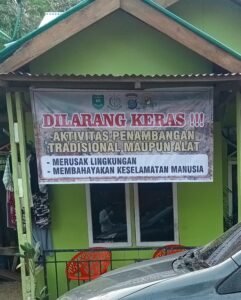 DILARANG KERAS !!!
AKTIVITAS PENAMBANGAN
TRADISIONAL MAUPUN ALAT
- MERUSAK LINGKUNGAN
- MEMBAHAYAKAN KESELAMATAN MANUSIA